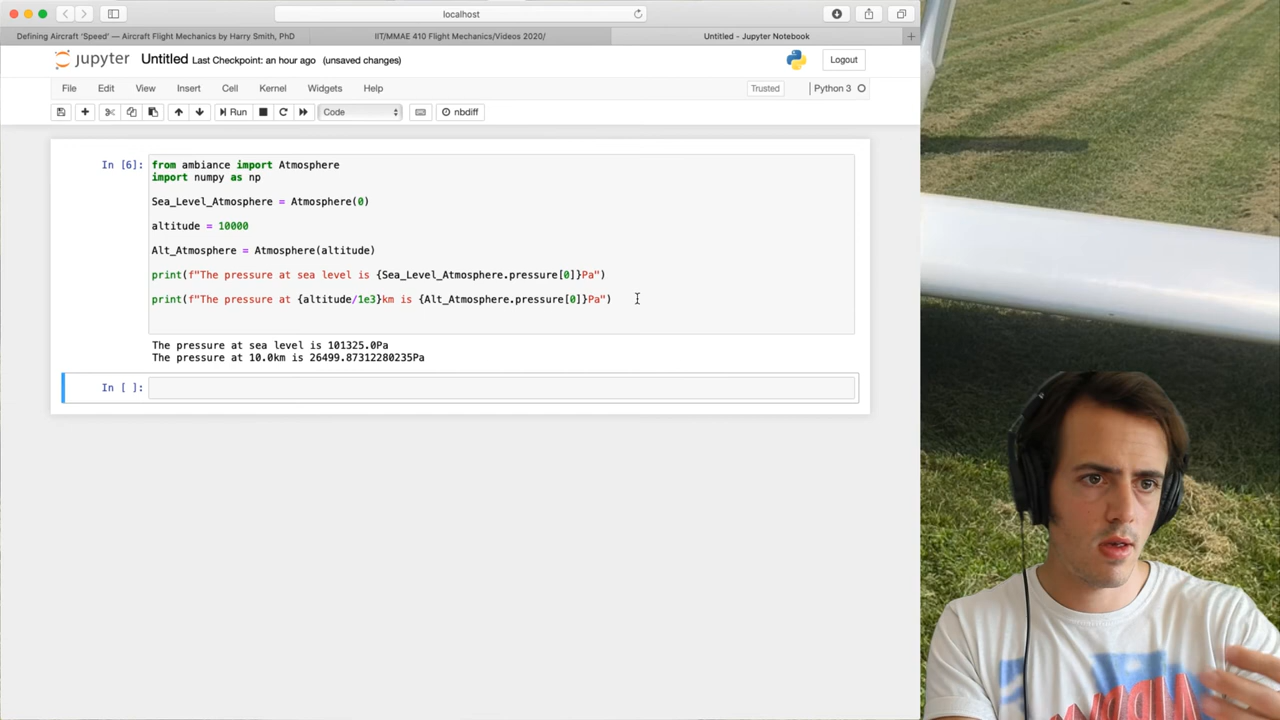 localhost
Defining Aircraft 'Speed' — Aircraft Flight Mechanics by Harry Smith, PhD
IIT/MMAE 410 Flight Mechanics/Videos 2020/
Untitled - Jupyter Notebook
jupyter Untitled Last Checkpoint: an hour ago (unsaved changes)
Logout
File Edit View Insert Cell Kernel Widgets Help
Trusted
Python 3
Run
Code
nbdiff
In [6]:
from ambiance import Atmosphere
import numpy as np
Sea_Level_Atmosphere = Atmosphere(0)
altitude = 10000
Alt_Atmosphere = Atmosphere(altitude)
print(f"The pressure at sea level is {Sea_Level_Atmosphere.pressure[0]}Pa")
print(f"The pressure at {altitude/1e3}km is {Alt_Atmosphere.pressure[0]}Pa")
The pressure at sea level is 101325.0Pa
The pressure at 10.0km is 26499.87312280235Pa
In [ ]: